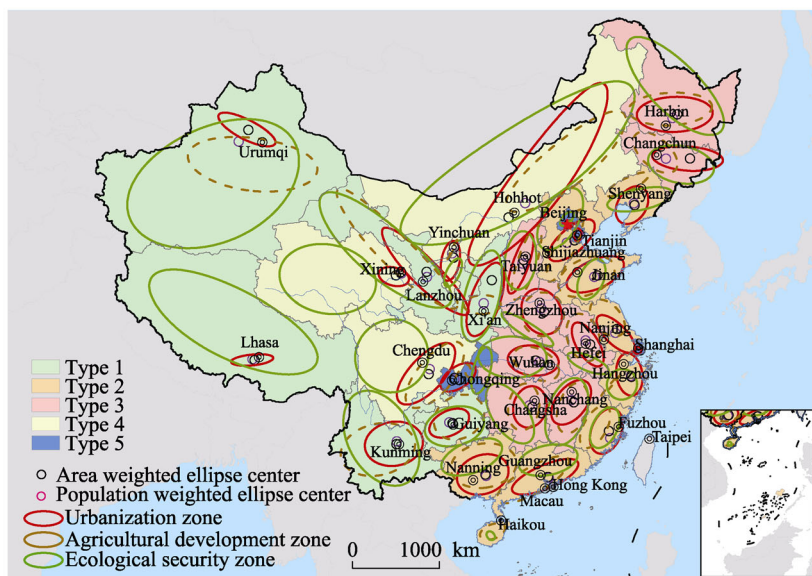 Harbin
Changchun
Urumqi
Shenyang
Hohhot
Beijing
Yinchuan
Tianjin
Shijiazhuang
Taiyuan
Xining
Jinan
Lanzhou
Zhengzhou
Xi'an
Nanjing
Lhasa
Shanghai
Chengdu
Hefei
Wuhan
Hangzhou
Chongqing
Nanchang
Changsha
Guiyang
Fuzhou
Kunming
Taipei
Guangzhou
Nanning
Hong Kong
Macau
Haikou
Type 1
Type 2
Type 3
Type 4
Type 5
Area weighted ellipse center
Population weighted ellipse center
Urbanization zone
Agricultural development zone
Ecological security zone
0 1000 km